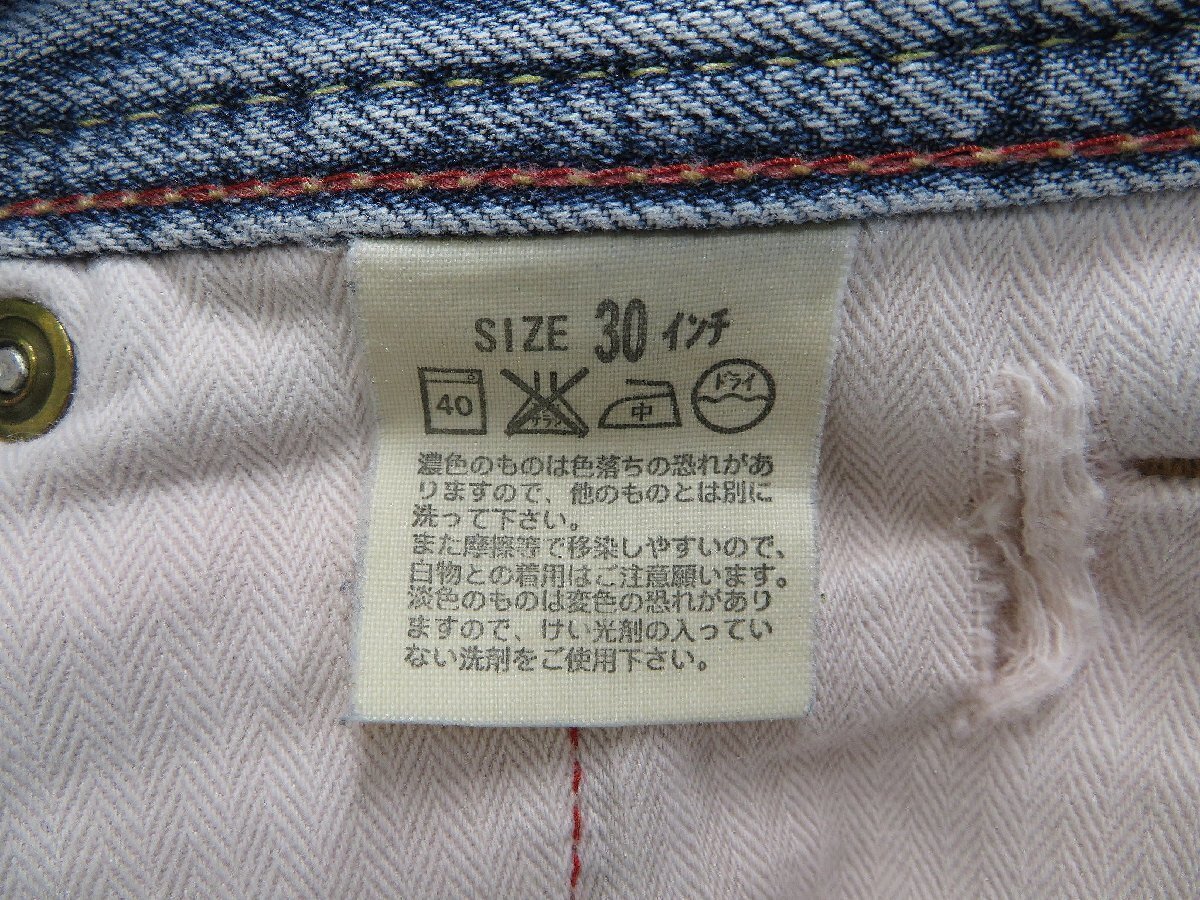 SIZE 30 インチ
40 サラシ 中 ドライ
濃色のものは色落ちの恐れがあ
りますので、他のものとは別に
洗って下さい。
また摩擦等で移染しやすいので、
白物との着用はご注意願います。
淡色のものは変色の恐れがあり
ますので、けい光剤の入ってい
ない洗剤をご使用下さい。